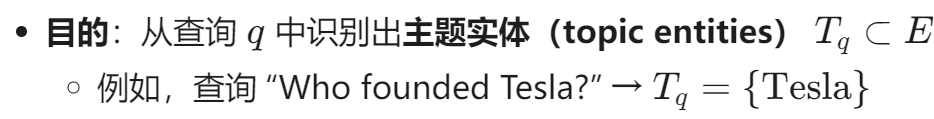 • 目的：从查询 q 中识别出主题实体（topic entities） T_q ⊂ E
○ 例如，查询 “Who founded Tesla?” → T_q = {Tesla}